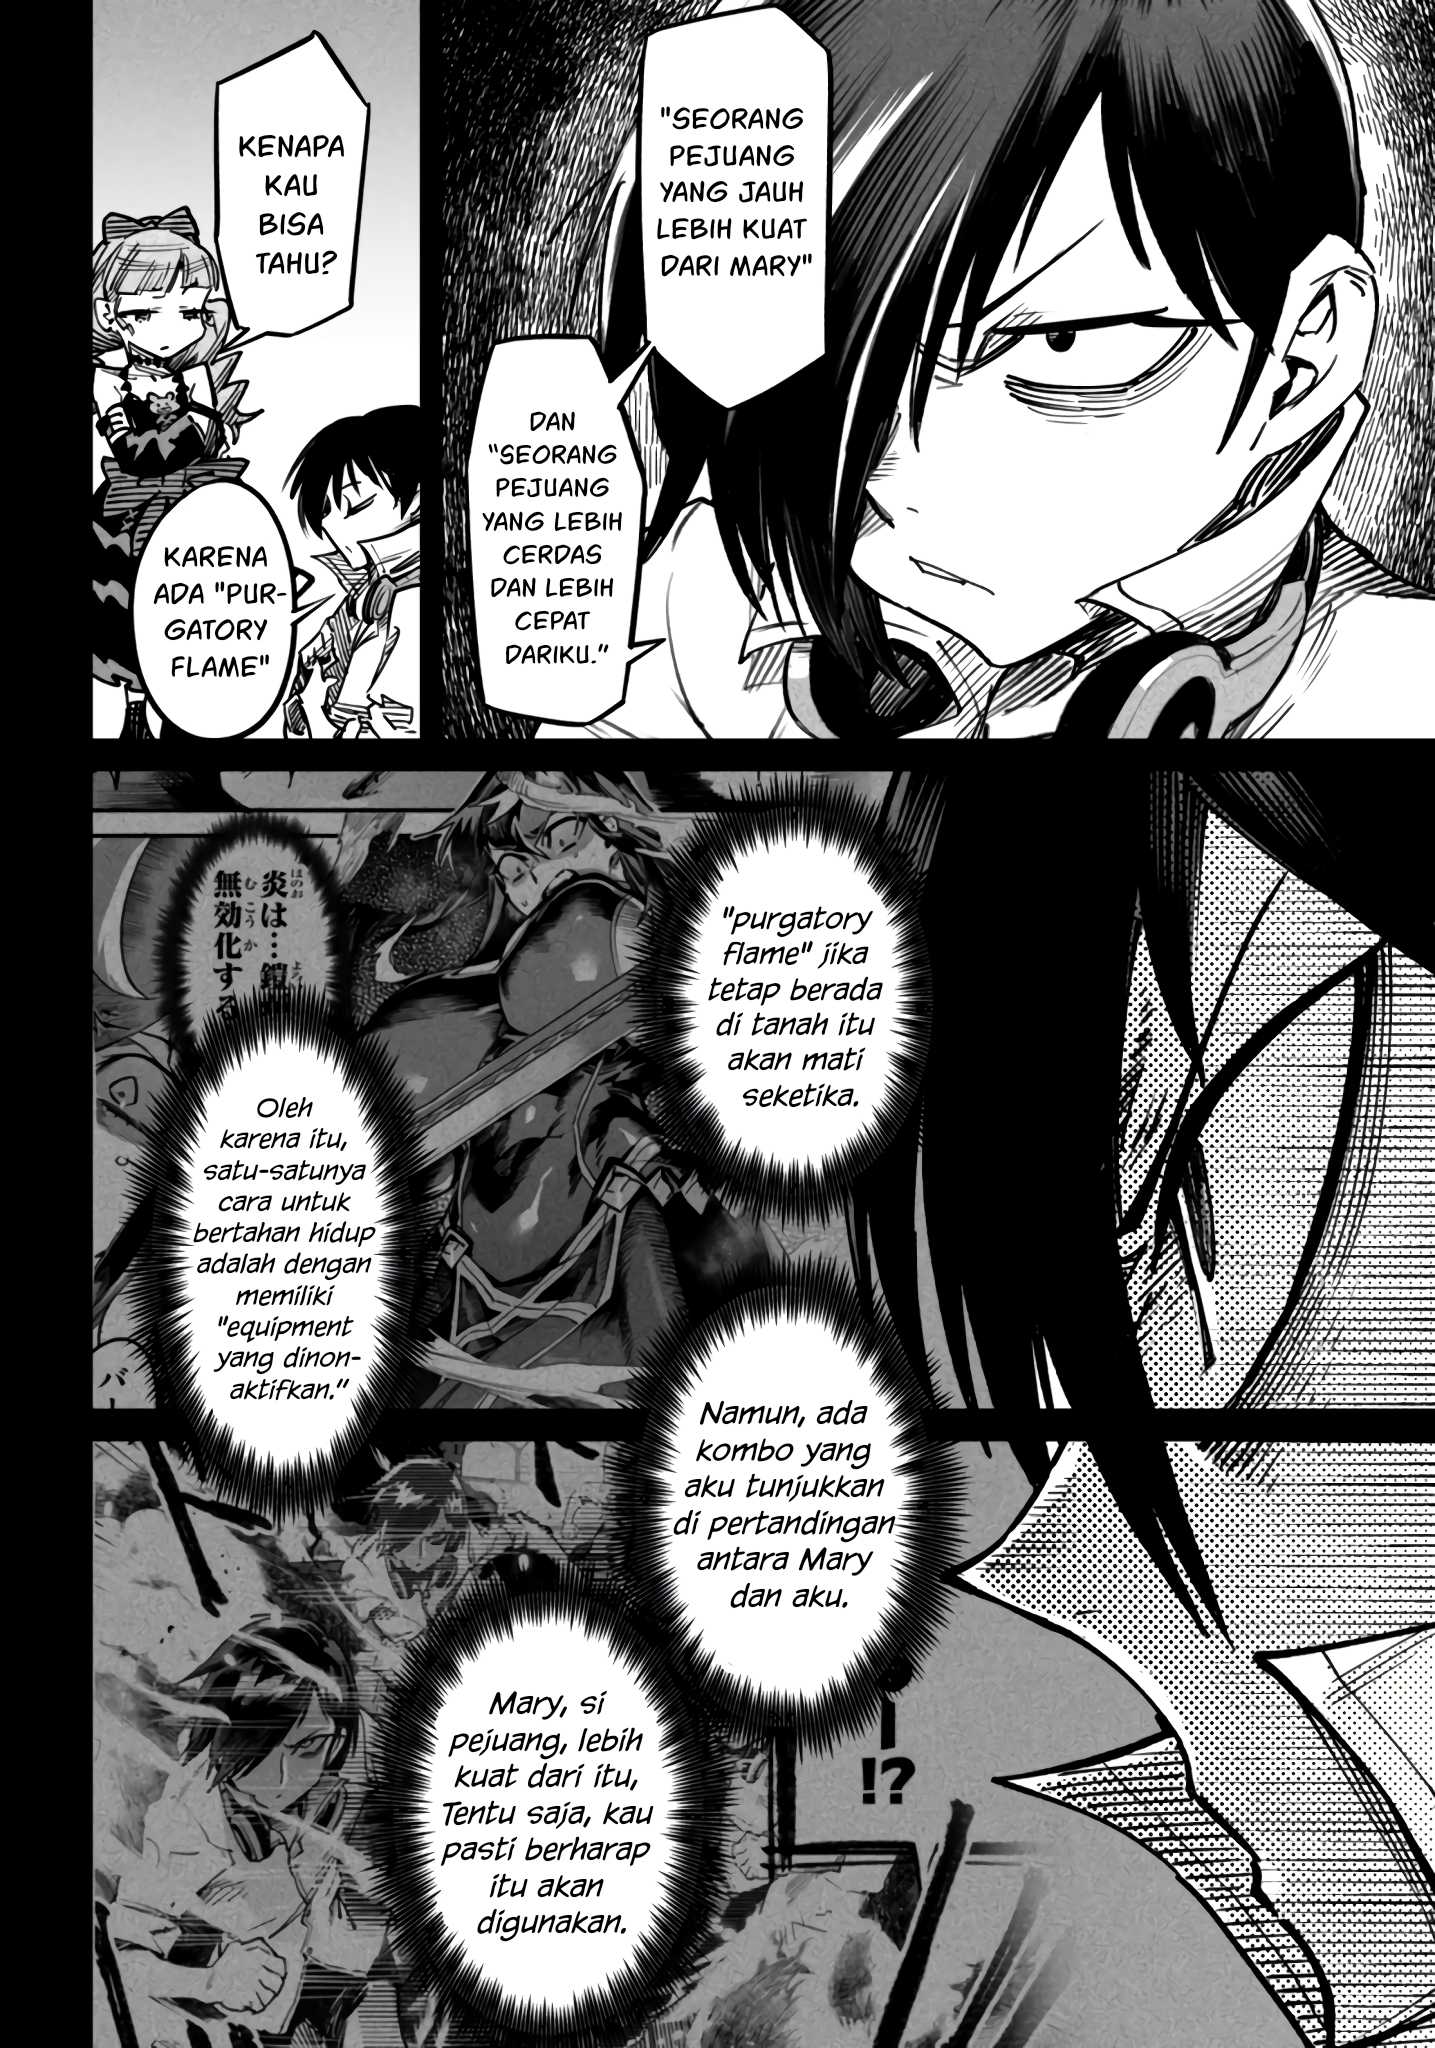 "SEORANG
PEJUANG
YANG JAUH
LEBIH KUAT
DARI MARY"
DAN
"SEORANG
PEJUANG
YANG LEBIH
CERDAS
DAN LEBIH
CEPAT
DARIKU."
KENAPA
KAU
BISA
TAHU?
KARENA
ADA "PUR-
GATORY
FLAME"
"purgatory
flame" jika
tetap berada
di tanah itu
akan mati
seketika.
炎は…鎧
無効化する
Oleh
karena itu,
satu-satunya
cara untuk
bertahan hidup
adalah dengan
memiliki
"equipment
yang dinon-
aktifkan."
Namun, ada
kombo yang
aku tunjukkan
di pertandingan
antara Mary
dan aku.
Mary, si
pejuang, lebih
kuat dari itu,
Tentu saja, kau
pasti berharap
itu akan
digunakan.
!?